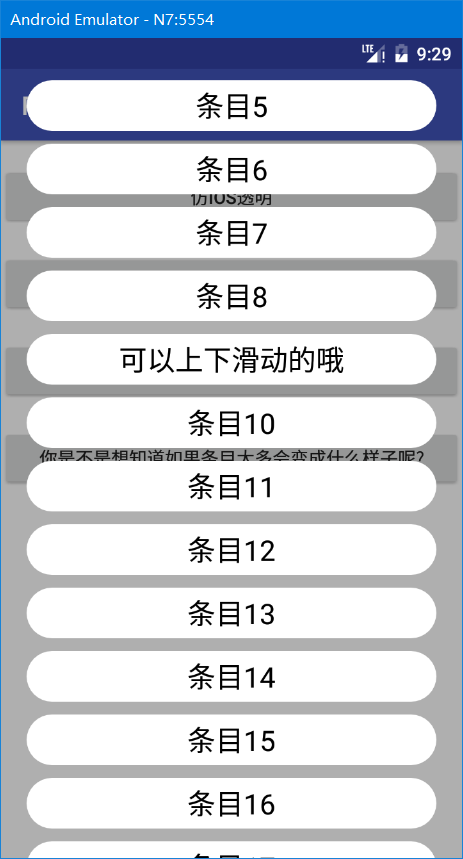 Android Emulator - N7:5554
LTE 9:29
条目5
条目6
仿IOS透明
条目7
条目8
可以上下滑动的哦
条目10
你是不是想知道如果条目太多会变成什么样子呢?
条目11
条目12
条目13
条目14
条目15
条目16